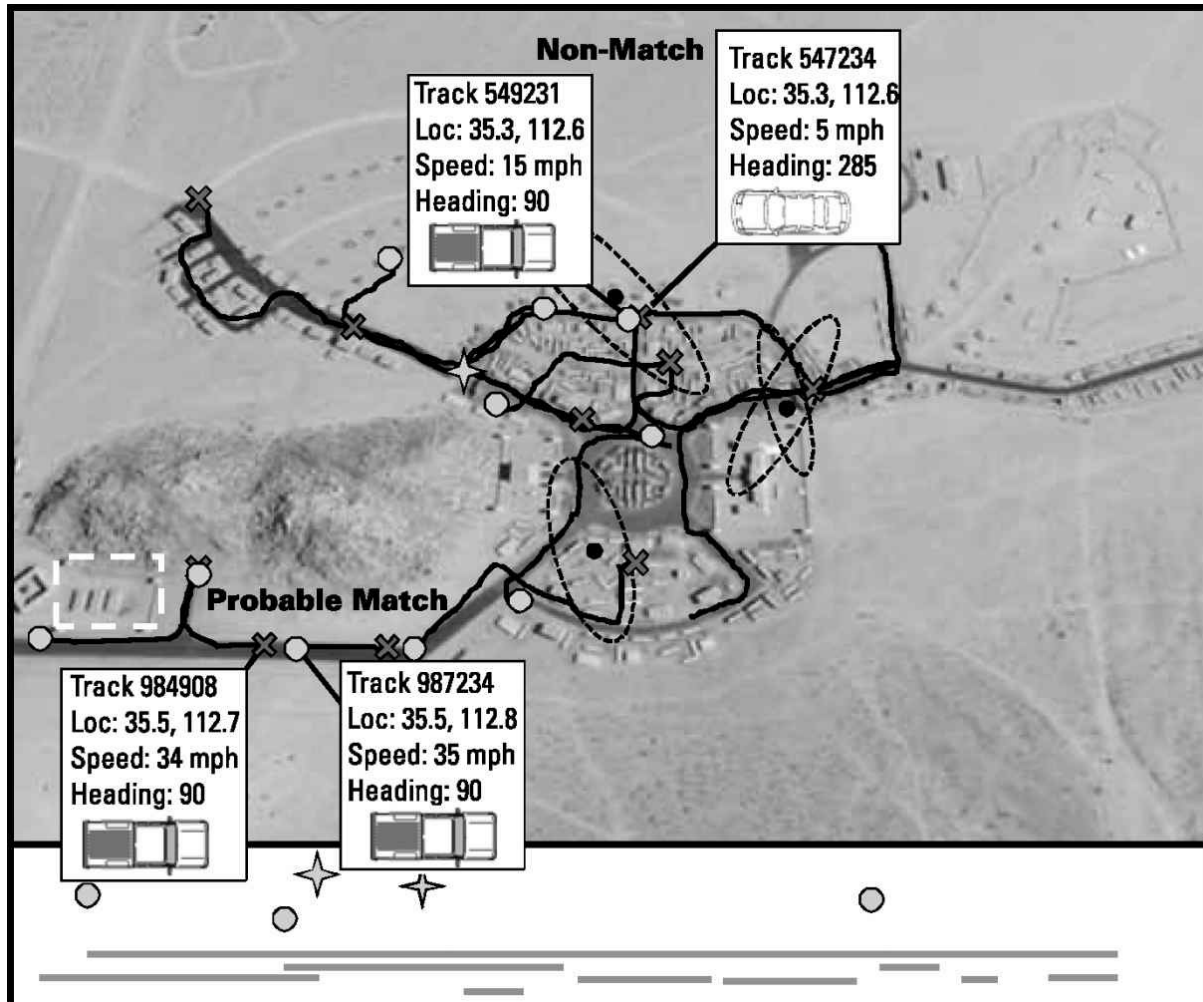 Non-Match
Track 549231
Loc: 35.3, 112.6
Speed: 15 mph
Heading: 90
Track 547234
Loc: 35.3, 112.6
Speed: 5 mph
Heading: 285
Probable Match
Track 984908
Loc: 35.5, 112.7
Speed: 34 mph
Heading: 90
Track 987234
Loc: 35.5, 112.8
Speed: 35 mph
Heading: 90